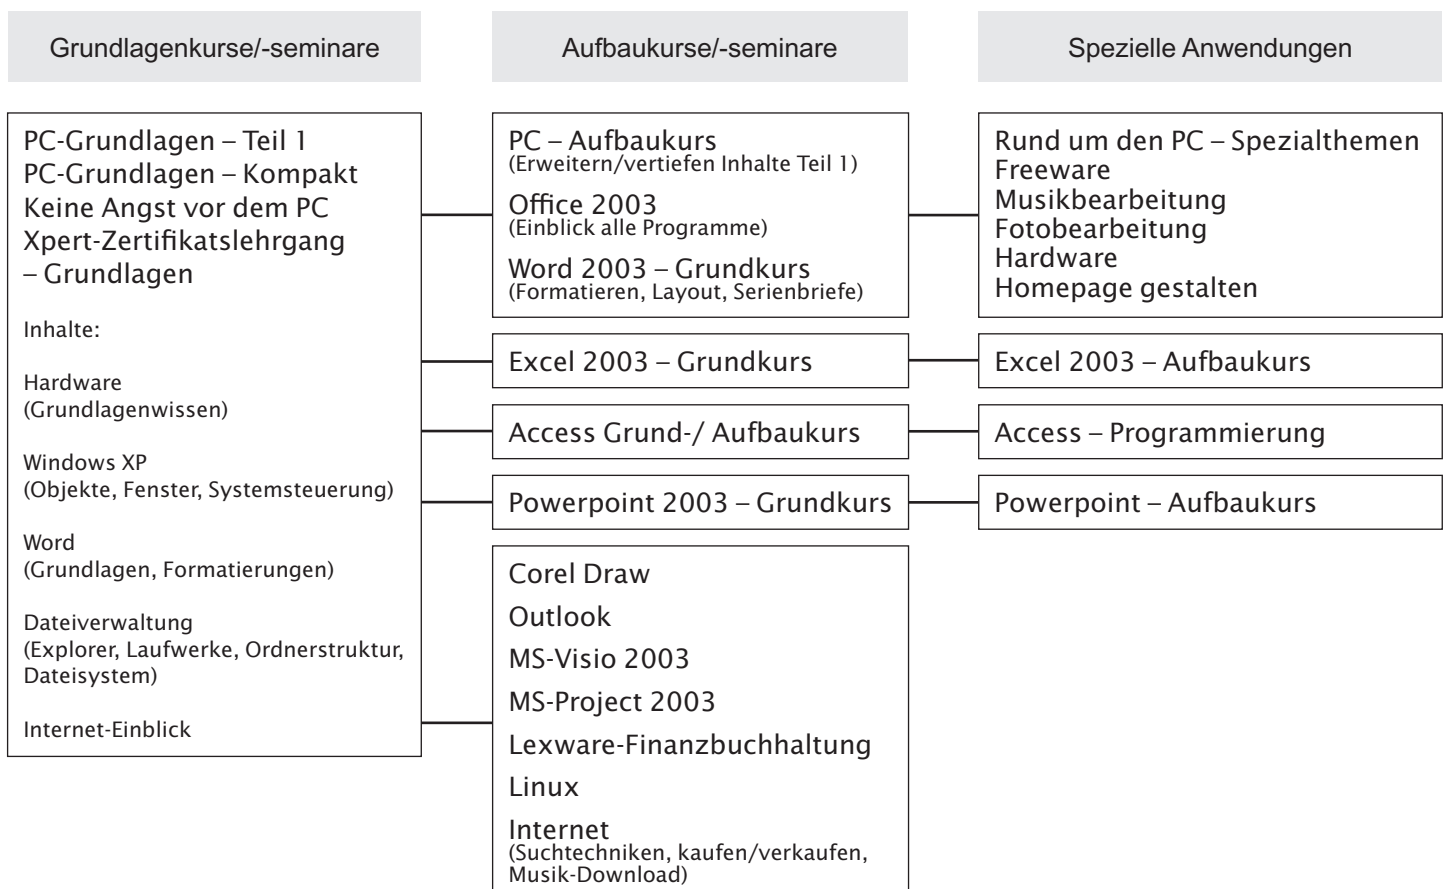 Grundlagenkurse/-seminare
Aufbaukurse/-seminare
Spezielle Anwendungen
PC-Grundlagen – Teil 1
PC-Grundlagen – Kompakt
Keine Angst vor dem PC
Xpert-Zertifikatslehrgang
– Grundlagen
Inhalte:
Hardware
(Grundlagenwissen)
Windows XP
(Objekte, Fenster, Systemsteuerung)
Word
(Grundlagen, Formatierungen)
Dateiverwaltung
(Explorer, Laufwerke, Ordnerstruktur,
Dateisystem)
Internet-Einblick
PC – Aufbaukurs
(Erweitern/vertiefen Inhalte Teil 1)
Office 2003
(Einblick alle Programme)
Word 2003 – Grundkurs
(Formatieren, Layout, Serienbriefe)
Excel 2003 – Grundkurs
Access Grund-/ Aufbaukurs
Powerpoint 2003 – Grundkurs
Corel Draw
Outlook
MS-Visio 2003
MS-Project 2003
Lexware-Finanzbuchhaltung
Linux
Internet
(Suchtechniken, kaufen/verkaufen,
Musik-Download)
Rund um den PC – Spezialthemen
Freeware
Musikbearbeitung
Fotobearbeitung
Hardware
Homepage gestalten
Excel 2003 – Aufbaukurs
Access – Programmierung
Powerpoint – Aufbaukurs